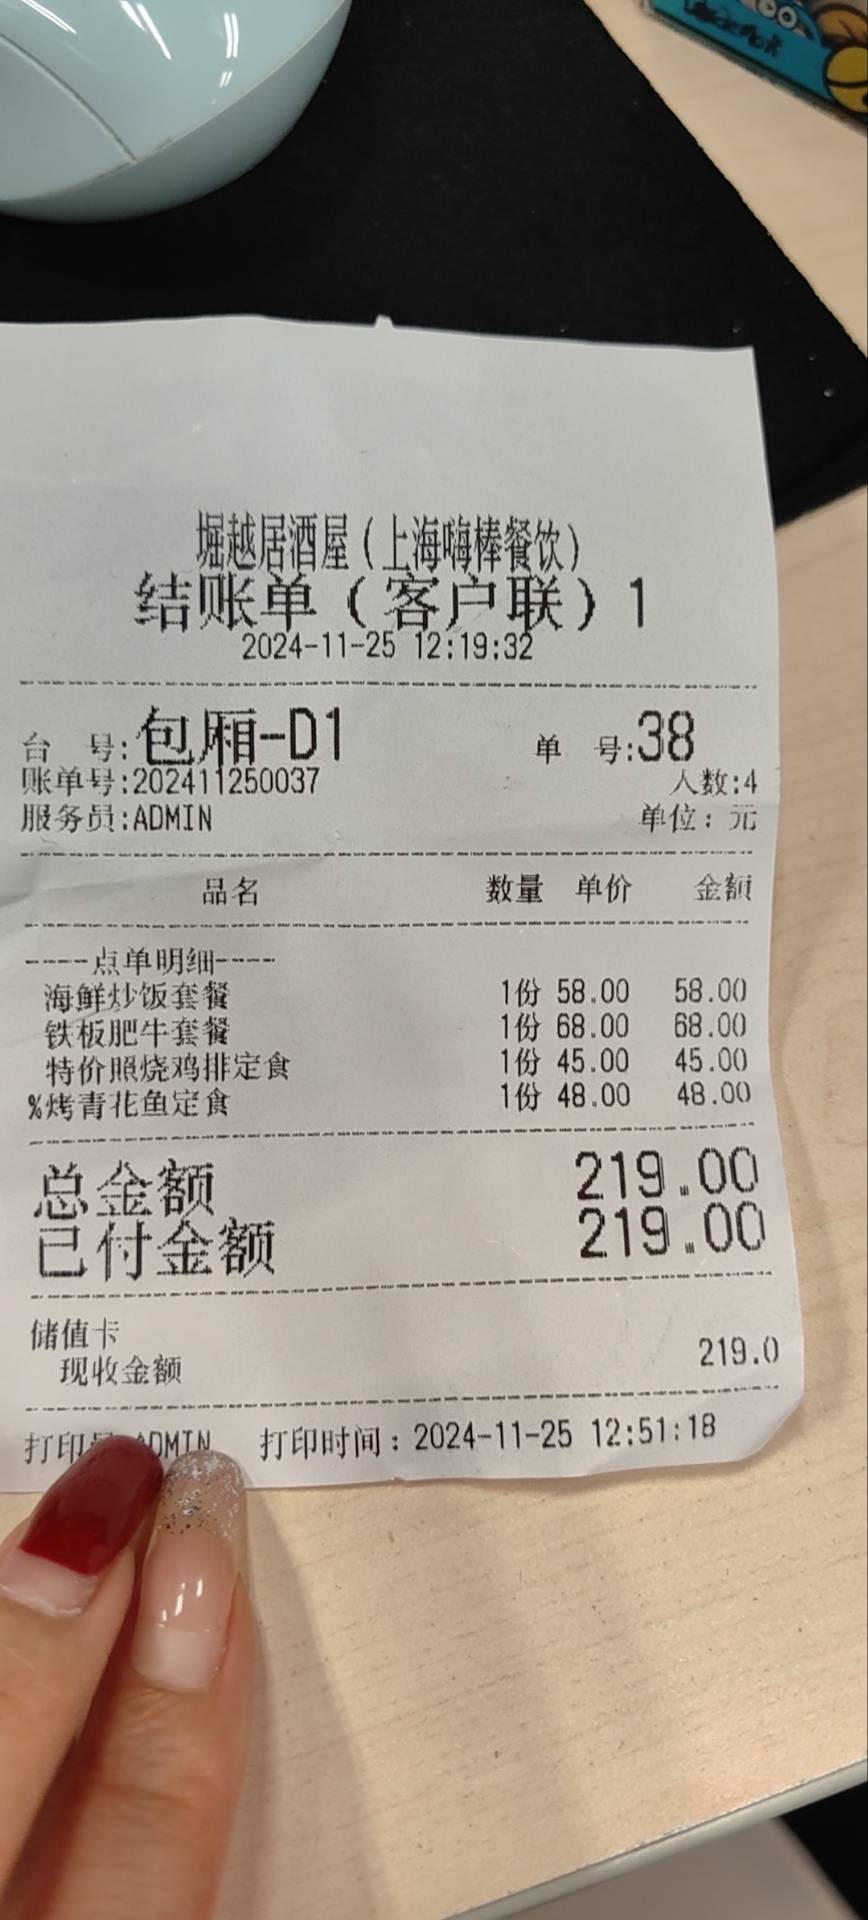 堀越居酒屋(上海嗨棒餐饮)
结账单(客户联)1
2024-11-25 12:19:32
台 号:包厢-D1 单 号:38
账单号:202411250037 人数:4
服务员:ADMIN 单位:元
品名 数量 单价 金额
----点单明细----
海鲜炒饭套餐 1份 58.00 58.00
铁板肥牛套餐 1份 68.00 68.00
特价照烧鸡排定食 1份 45.00 45.00
%烤青花鱼定食 1份 48.00 48.00
总金额 219.00
已付金额 219.00
储值卡
现收金额 219.0
打印员:ADMIN 打印时间:2024-11-25 12:51:18